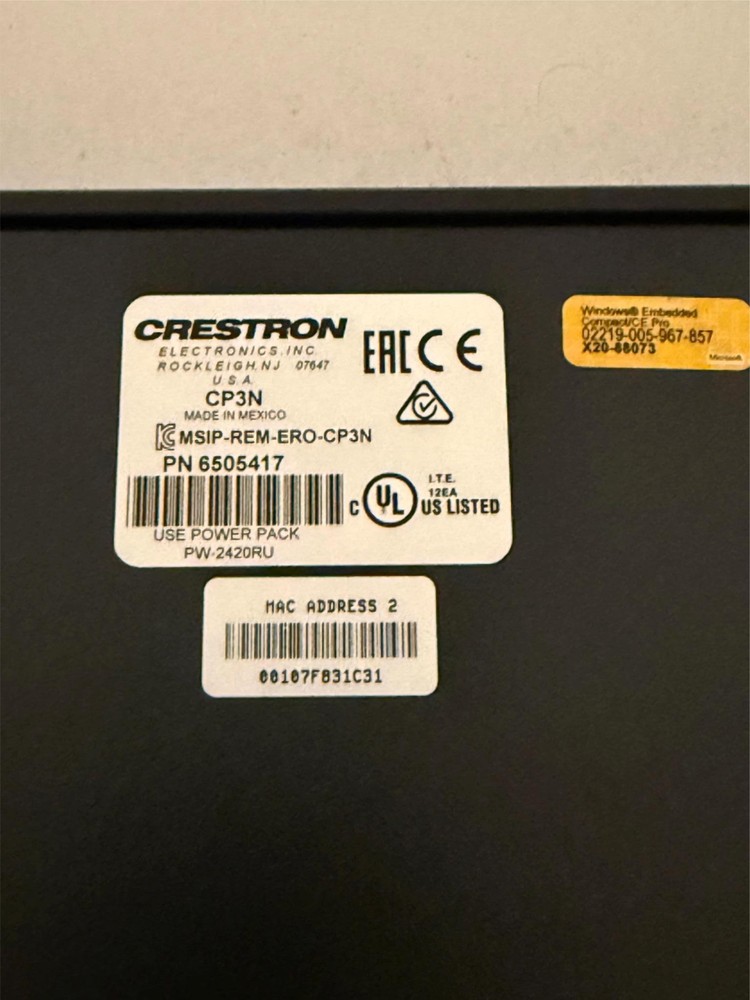 CRESTRON
ELECTRONICS, INC.
ROCKLEIGH, NJ 07647
U.S.A.
CP3N
MADE IN MEXICO
MSIP-REM-ERO-CP3N
PN 6505417
USE POWER PACK
PW-2420RU
EAC CE
C UL US LISTED
I.T.E.
12EA
Windows® Embedded
Compact/CE Pro
02219-005-967-857
X20-88073
Microsoft
MAC ADDRESS 2
00107F831C31